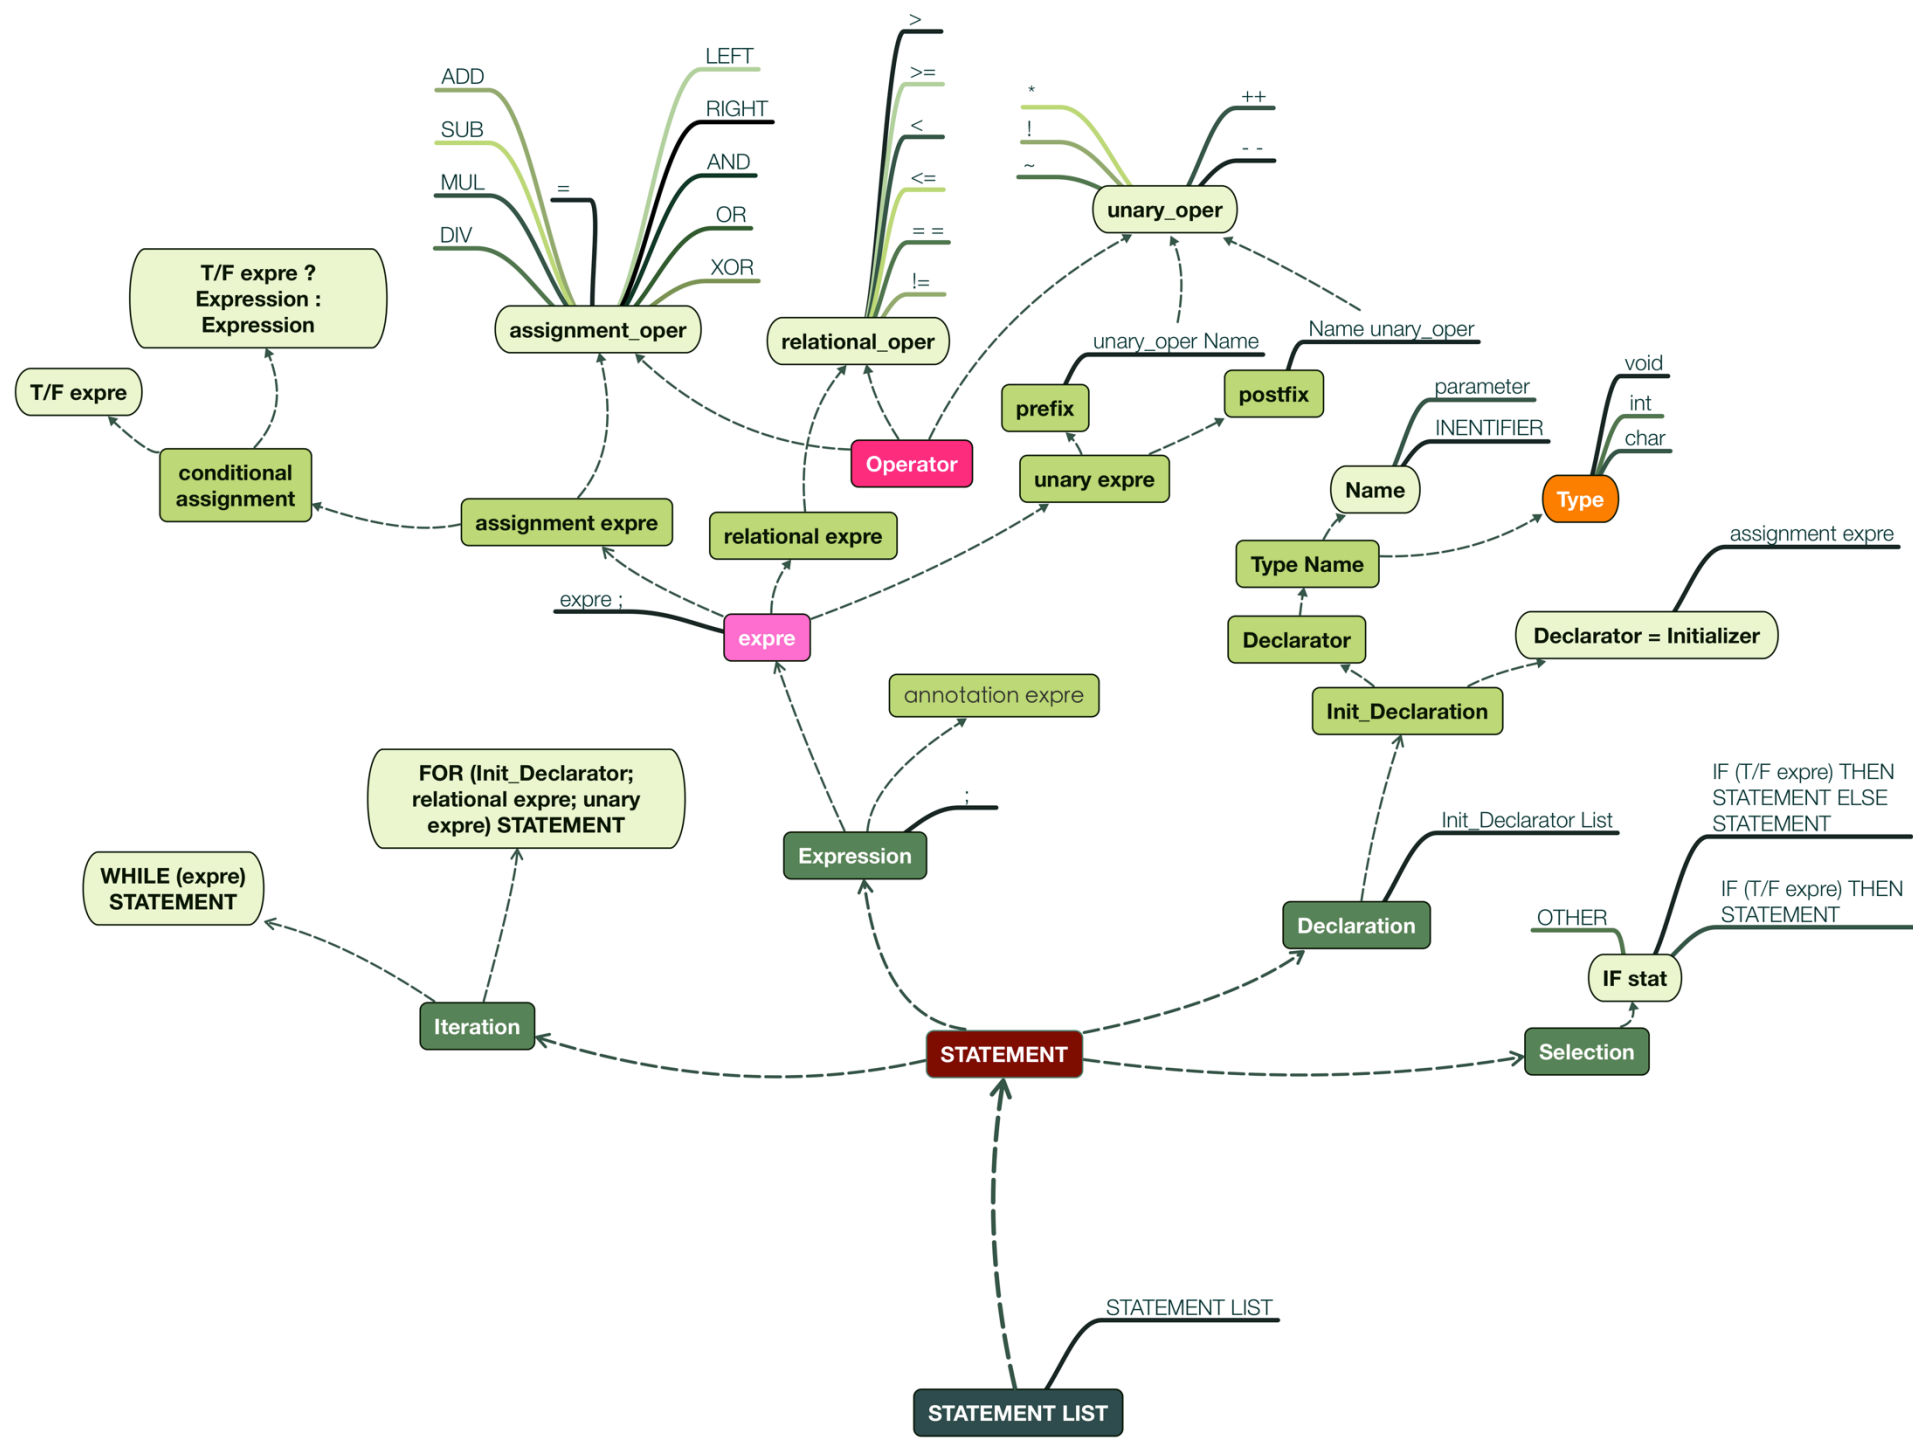 >
LEFT
ADD
>=
*
++
RIGHT
SUB
<
!
- -
AND
~
MUL
=
<=
unary_oper
OR
DIV
= =
XOR
!=
T/F expre ?
Expression :
Expression
assignment_oper
relational_oper
unary_oper Name
Name unary_oper
void
T/F expre
prefix
postfix
parameter
int
INENTIFIER
char
conditional
assignment
Operator
unary expre
Name
Type
assignment expre
relational expre
assignment expre
Type Name
expre ;
expre
Declarator
Declarator = Initializer
annotation expre
Init_Declaration
FOR (Init_Declarator;
relational expre; unary
expre) STATEMENT
;
IF (T/F expre) THEN
STATEMENT ELSE
STATEMENT
Init_Declarator List
Expression
WHILE (expre)
STATEMENT
IF (T/F expre) THEN
STATEMENT
OTHER
Declaration
IF stat
Iteration
STATEMENT
Selection
STATEMENT LIST
STATEMENT LIST